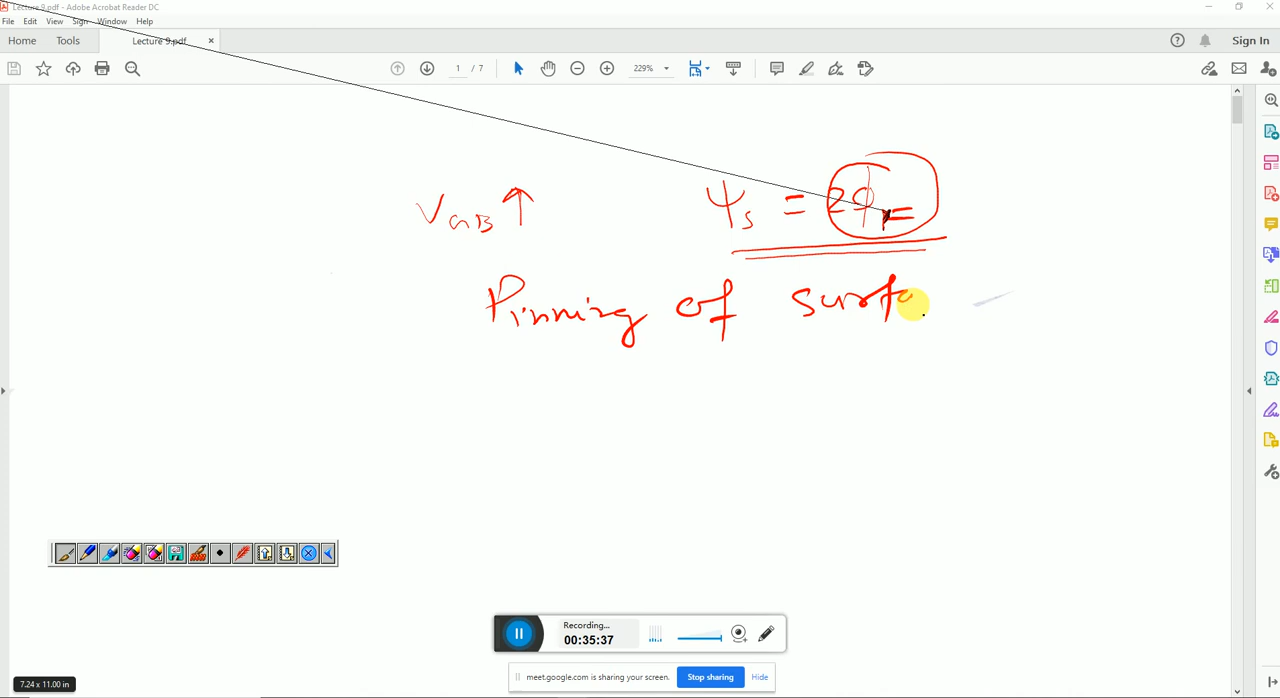 Lecture 9.pdf - Adobe Acrobat Reader DC
File Edit View Sign Window Help
Home Tools Lecture 9.pdf × Sign In
1 / 7 229%
V_GB ↑ ψ_s = 2φ_F
Pinning of surfa
Recording...
00:35:37
meet.google.com is sharing your screen. Stop sharing Hide
7.24 x 11.00 in